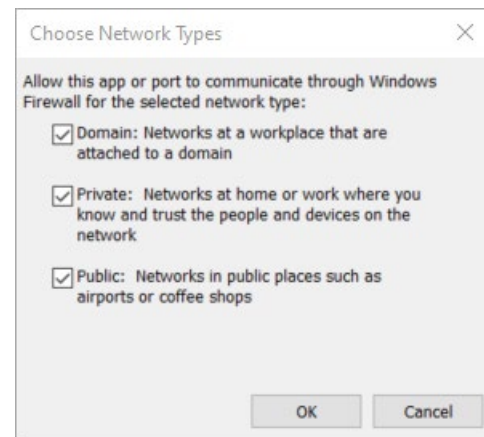 Choose Network Types
Allow this app or port to communicate through Windows
Firewall for the selected network type:
Domain: Networks at a workplace that are
attached to a domain
Private: Networks at home or work where you
know and trust the people and devices on the
network
Public: Networks in public places such as
airports or coffee shops
OK
Cancel